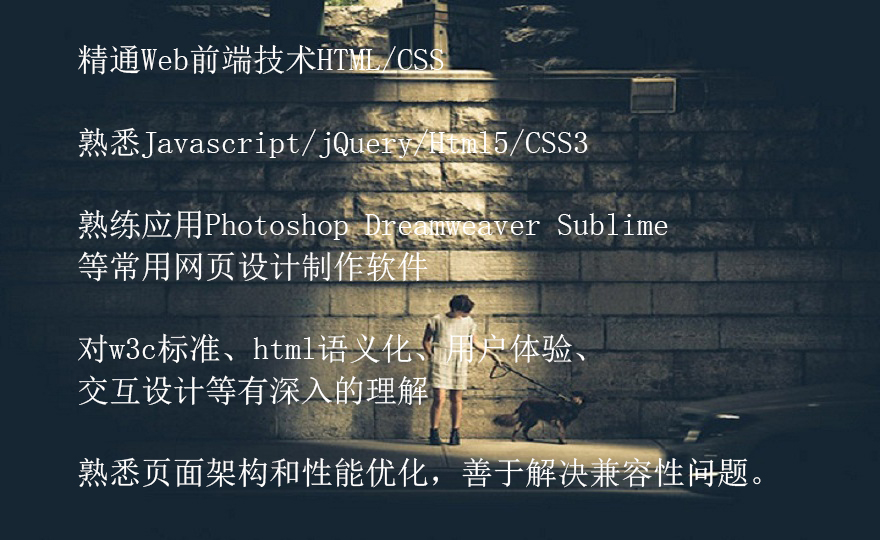 精通Web前端技术HTML/CSS
熟悉Javascript/jQuery/Html5/CSS3
熟练应用Photoshop Dreamweaver Sublime
等常用网页设计制作软件
对w3c标准、html语义化、用户体验、
交互设计等有深入的理解
熟悉页面架构和性能优化，善于解决兼容性问题。